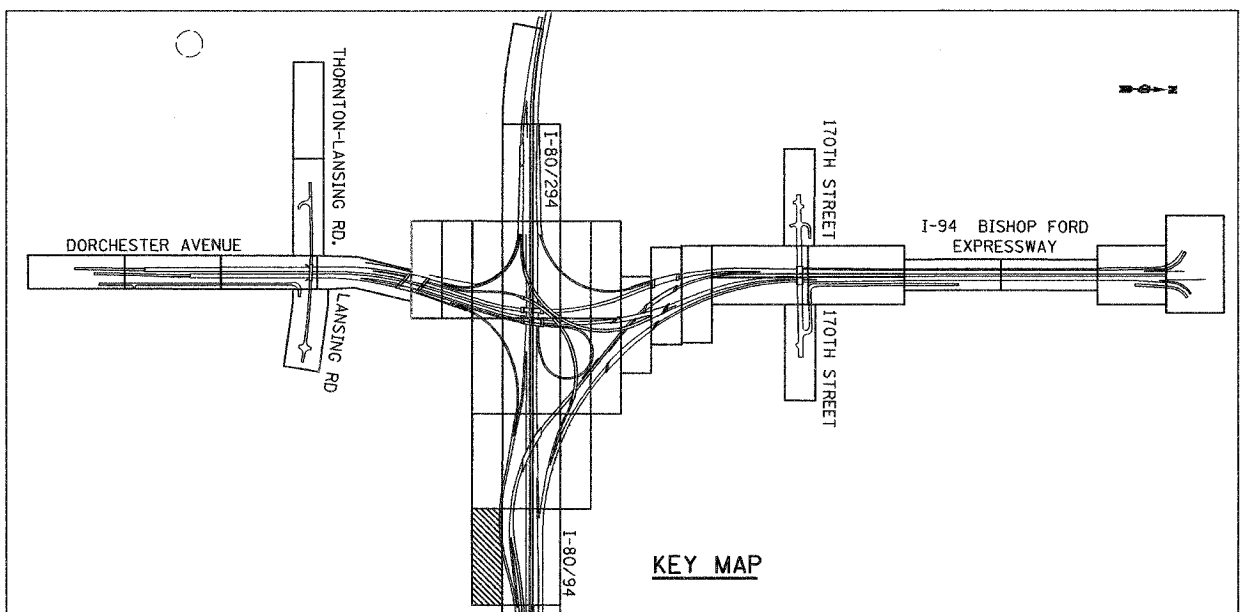 THORNTON-LANSING RD.
I-80/294
170TH STREET
N
DORCHESTER AVENUE
I-94 BISHOP FORD
EXPRESSWAY
LANSING RD
170TH STREET
I-80/94
KEY MAP